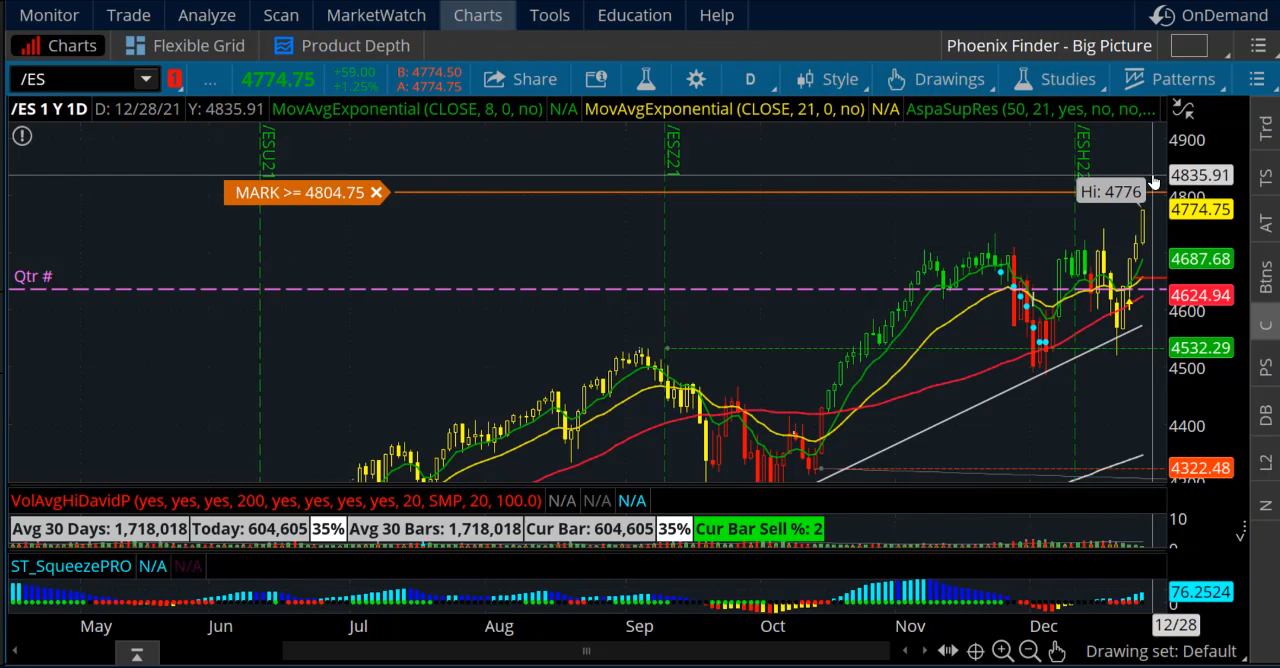 Monitor Trade Analyze Scan MarketWatch Charts Tools Education Help OnDemand
Charts Flexible Grid Product Depth Phoenix Finder - Big Picture
/ES 1 ... 4774.75 +59.00 +1.25% B: 4774.50 A: 4774.75 Share D Style Drawings Studies Patterns
/ES 1 Y 1D D: 12/28/21 Y: 4835.91 MovAvgExponential (CLOSE, 8, 0, no) N/A MovAvgExponential (CLOSE, 21, 0, no) N/A AspaSupRes (50, 21, yes, no, no,...
/ESU21 /ESZ21 /ESH22
4900
4835.91
MARK >= 4804.75 Hi: 4776 4800
4774.75
4687.68
Qtr #
4624.94
4600
4532.29
4500
4400
4322.48
4300
VolAvgHiDavidP (yes, yes, yes, 200, yes, yes, yes, yes, 20, SMP, 20, 100.0) N/A N/A N/A
Avg 30 Days: 1,718,018 Today: 604,605 35% Avg 30 Bars: 1,718,018 Cur Bar: 604,605 35% Cur Bar Sell %: 2
10
0
ST_SqueezePRO N/A N/A
76.2524
0
May Jun Jul Aug Sep Oct Nov Dec 12/28
Drawing set: Default
Trd
TS
AT
Btns
C
PS
DB
L2
N